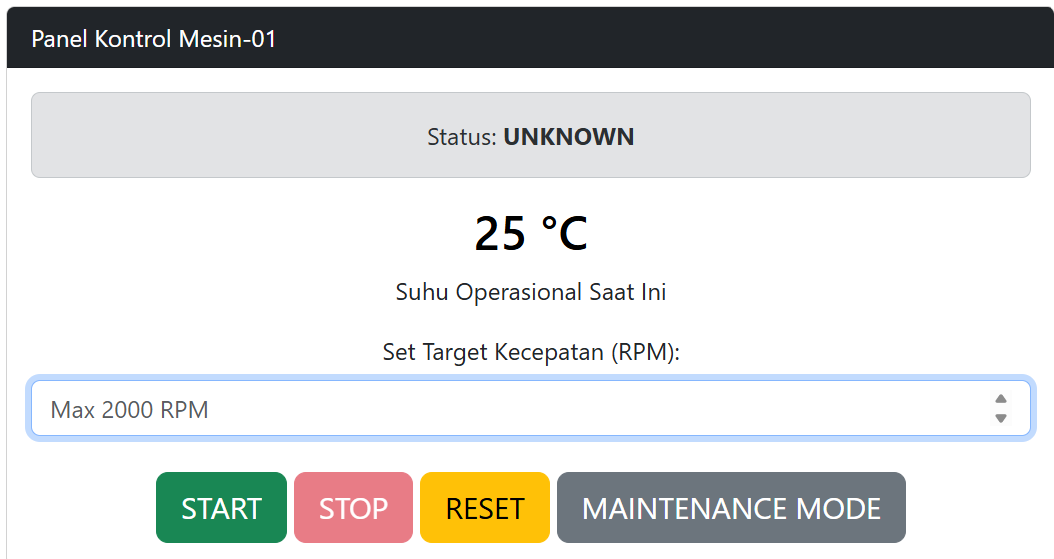 Panel Kontrol Mesin-01
Status: UNKNOWN
25 °C
Suhu Operasional Saat Ini
Set Target Kecepatan (RPM):
Max 2000 RPM
START STOP RESET MAINTENANCE MODE